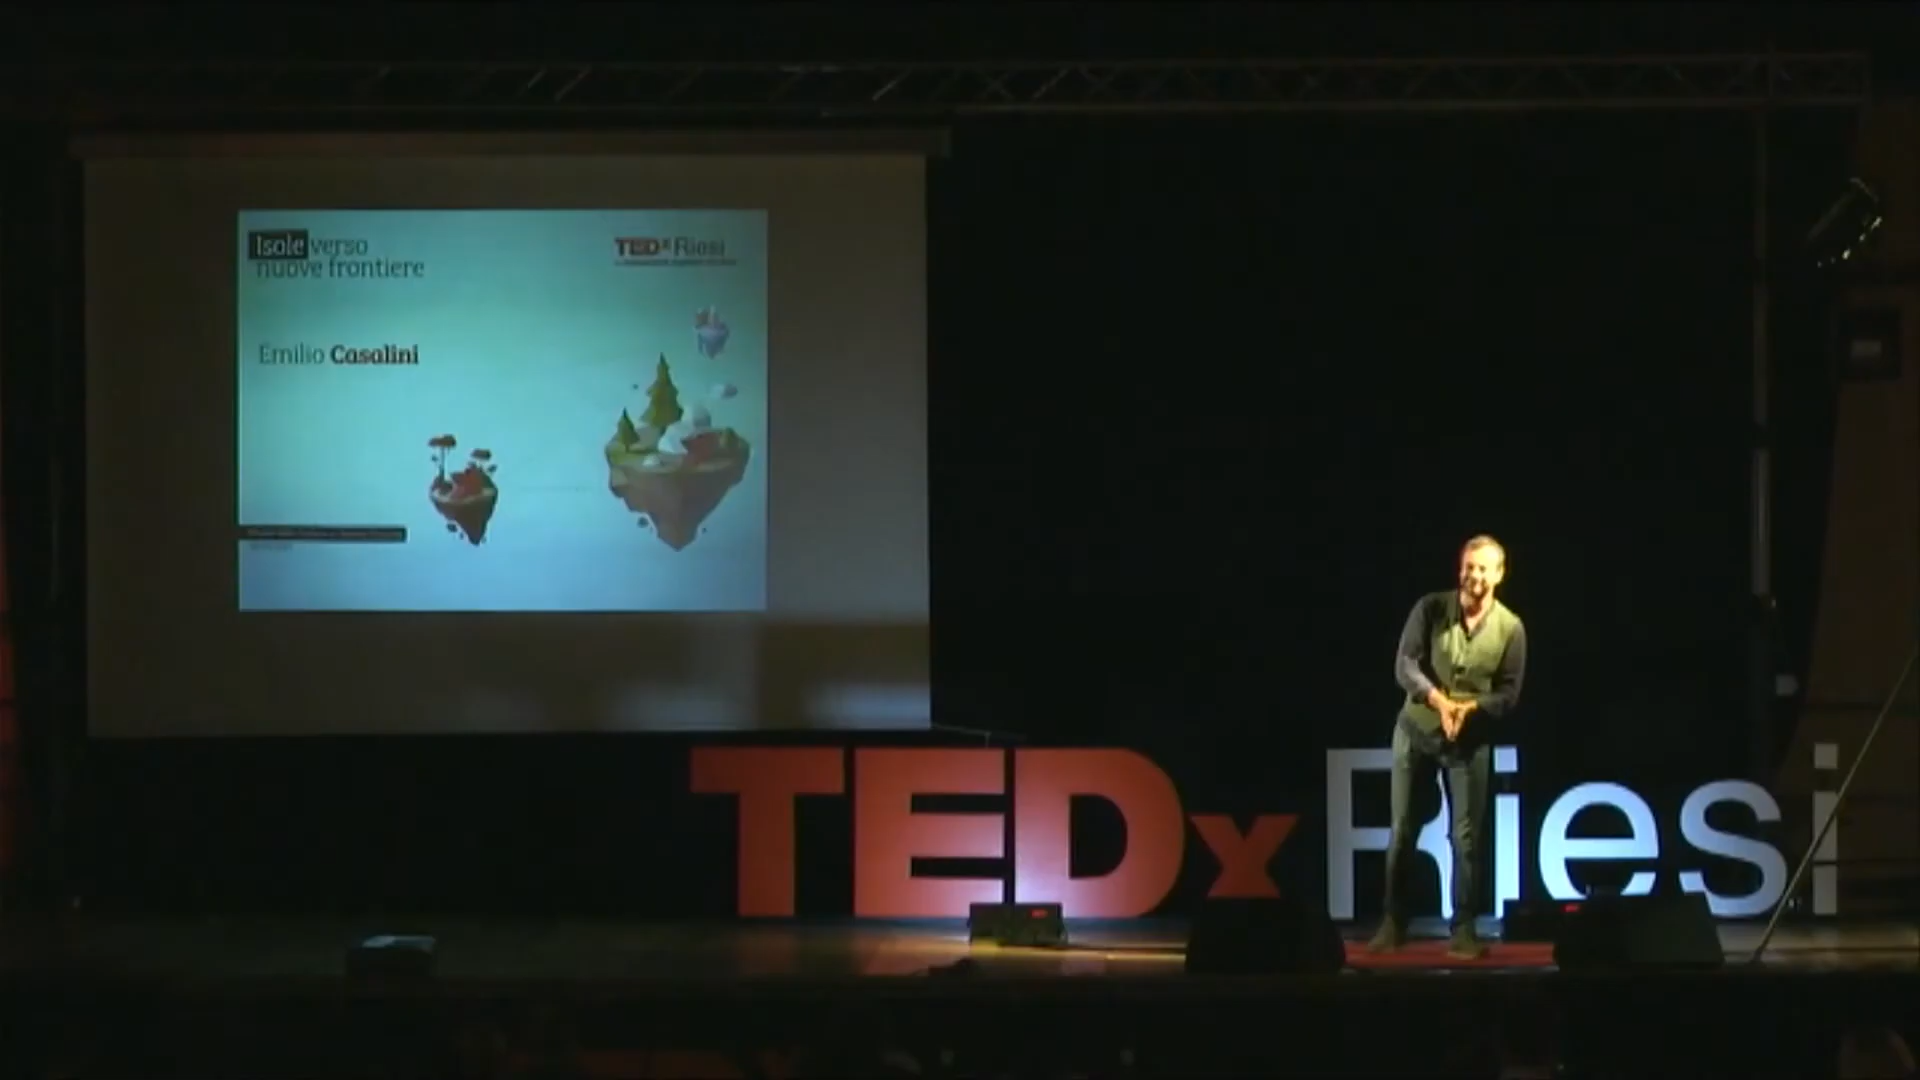 Isole verso
nuove frontiere
TEDx Riesi
Emilio Casalini
TEDx Riesi